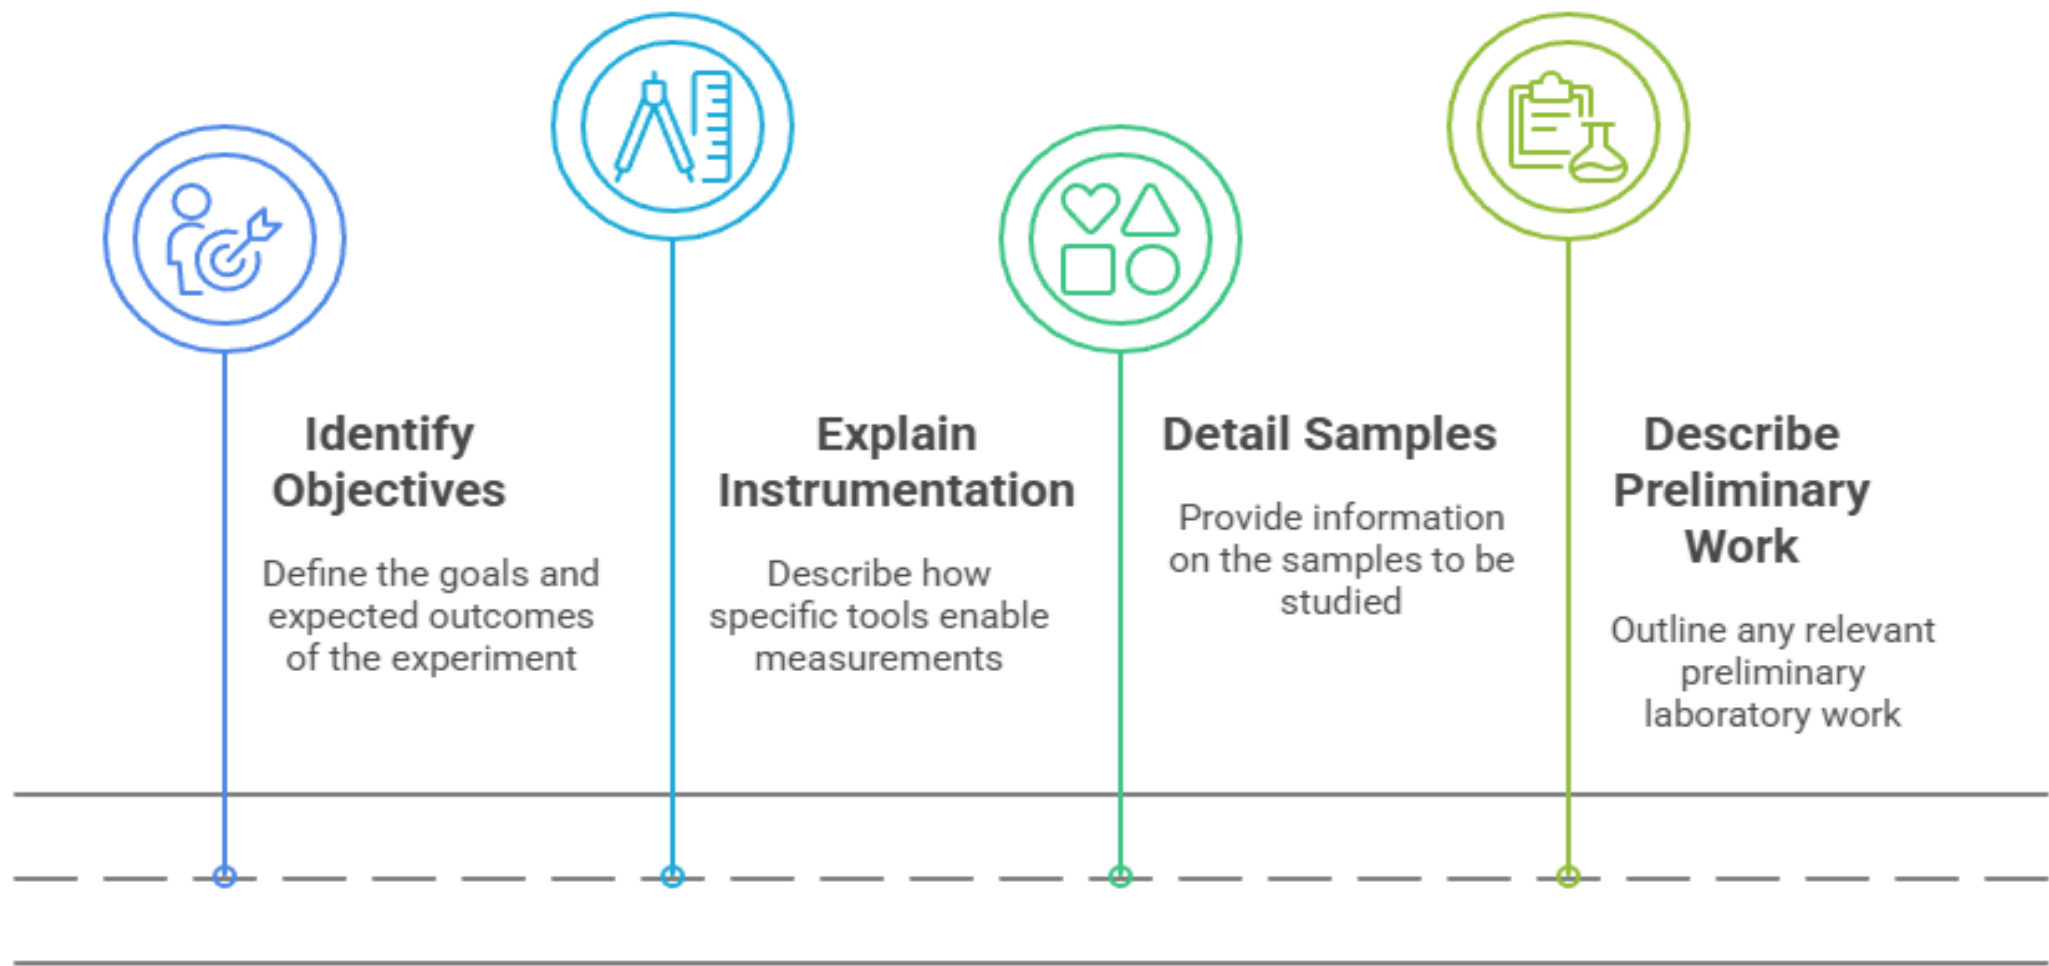 Identify
Objectives
Define the goals and
expected outcomes
of the experiment
Explain
Instrumentation
Describe how
specific tools enable
measurements
Detail Samples
Provide information
on the samples to be
studied
Describe
Preliminary
Work
Outline any relevant
preliminary
laboratory work